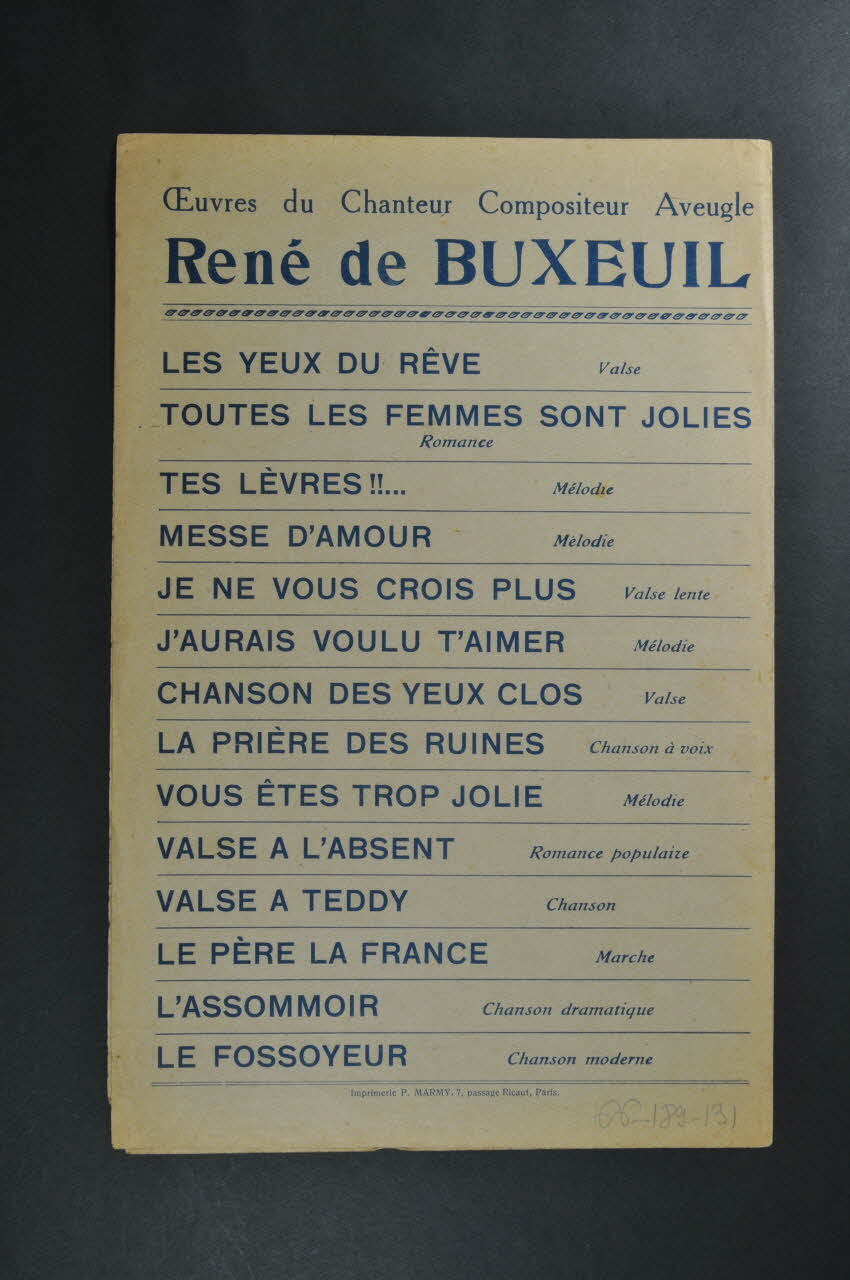 Œuvres du Chanteur Compositeur Aveugle
René de BUXEUIL
LES YEUX DU RÊVE Valse
TOUTES LES FEMMES SONT JOLIES
Romance
TES LÈVRES !!... Mélodie
MESSE D'AMOUR Mélodie
JE NE VOUS CROIS PLUS Valse lente
J'AURAIS VOULU T'AIMER Mélodie
CHANSON DES YEUX CLOS Valse
LA PRIÈRE DES RUINES Chanson à voix
VOUS ÊTES TROP JOLIE Mélodie
VALSE A L'ABSENT Romance populaire
VALSE A TEDDY Chanson
LE PÈRE LA FRANCE Marche
L'ASSOMMOIR Chanson dramatique
LE FOSSOYEUR Chanson moderne
Imprimerie P. MARMY, 7, passage Ricaut, Paris.